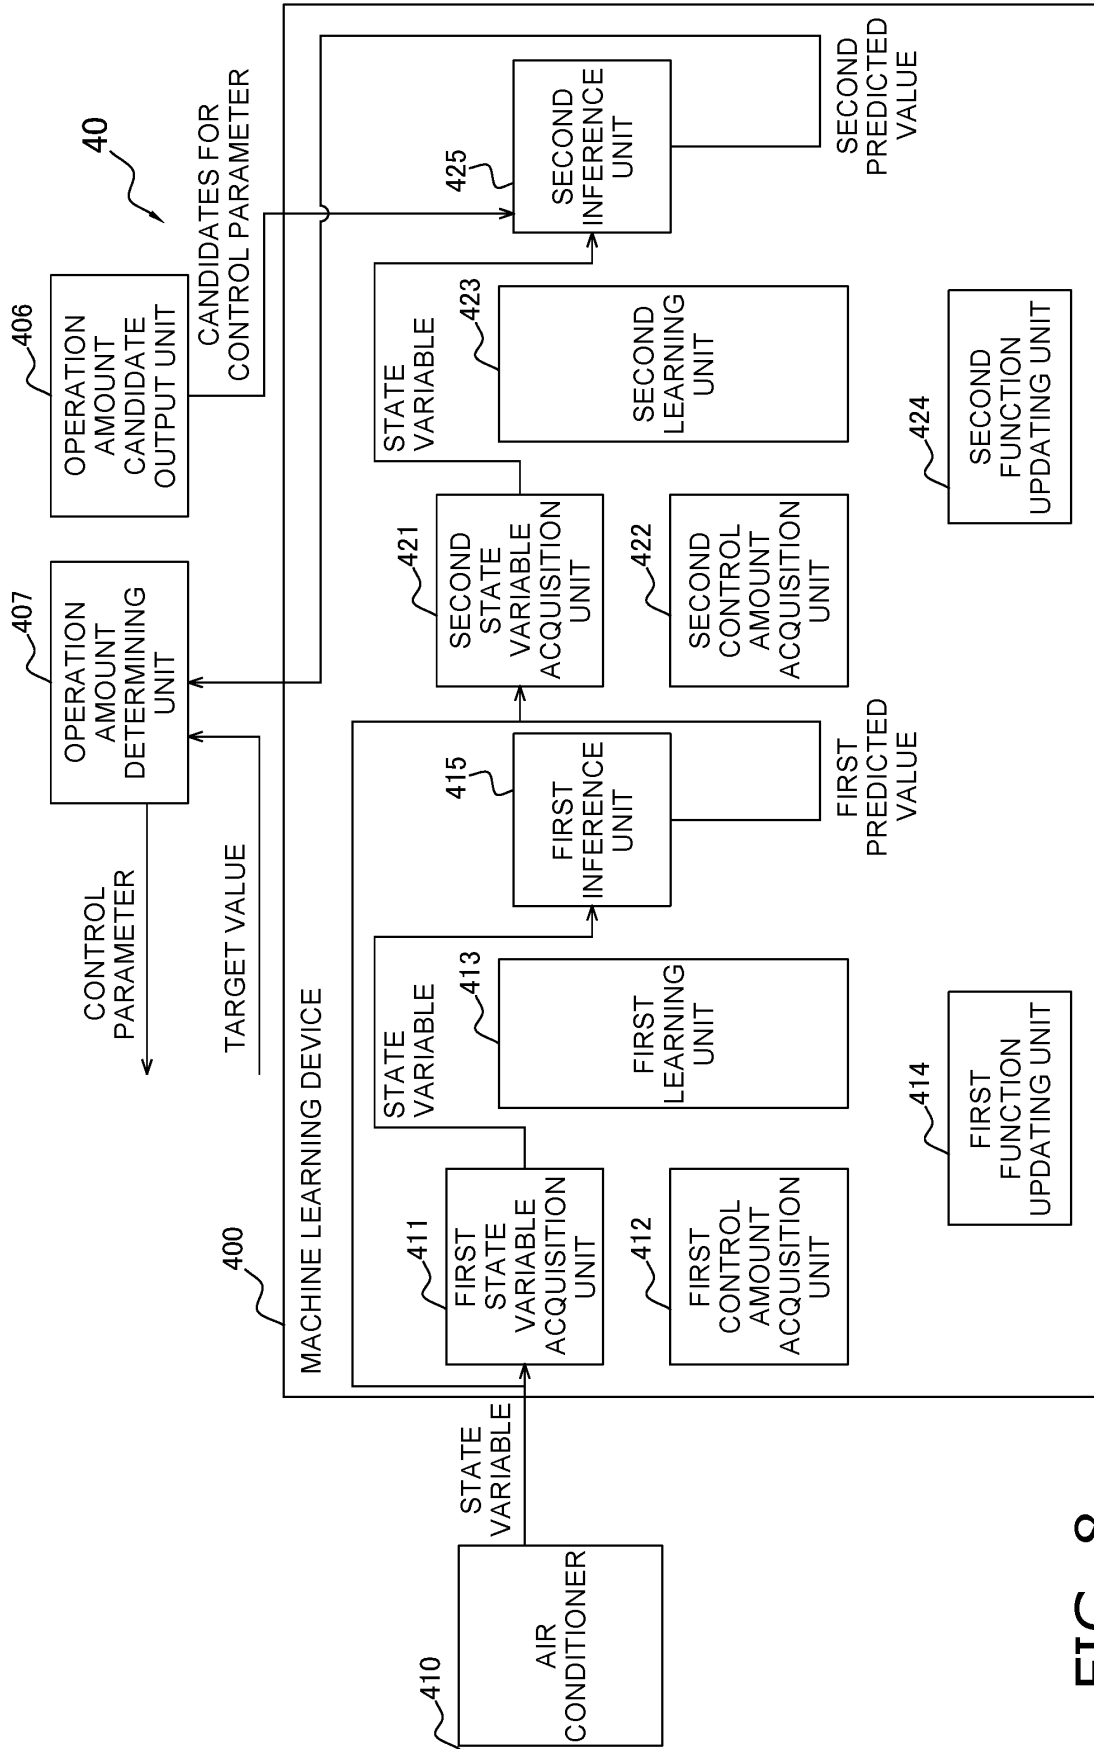 40
406
OPERATION
AMOUNT
CANDIDATE
OUTPUT UNIT
CANDIDATES FOR
CONTROL PARAMETER
407
OPERATION
AMOUNT
DETERMINING
UNIT
CONTROL
PARAMETER
TARGET VALUE
400
MACHINE LEARNING DEVICE
410
AIR
CONDITIONER
STATE
VARIABLE
411
FIRST
STATE
VARIABLE
ACQUISITION
UNIT
412
FIRST
CONTROL
AMOUNT
ACQUISITION
UNIT
STATE
VARIABLE
413
FIRST
LEARNING
UNIT
414
FIRST
FUNCTION
UPDATING UNIT
415
FIRST
INFERENCE
UNIT
FIRST
PREDICTED
VALUE
421
SECOND
STATE
VARIABLE
ACQUISITION
UNIT
422
SECOND
CONTROL
AMOUNT
ACQUISITION
UNIT
STATE
VARIABLE
423
SECOND
LEARNING
UNIT
424
SECOND
FUNCTION
UPDATING UNIT
425
SECOND
INFERENCE
UNIT
SECOND
PREDICTED
VALUE
FIG. 8